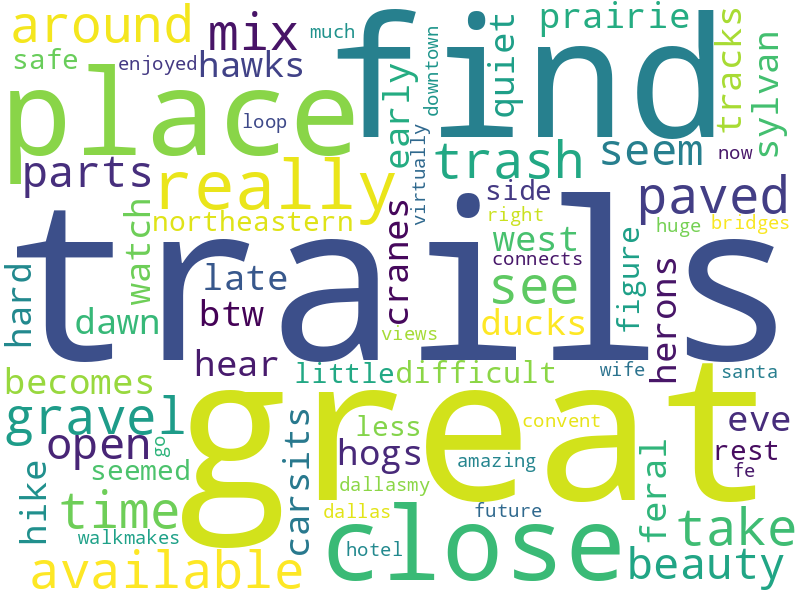 around
mix
much
find
prairie
safe
enjoyed
hawks
place
loop
early
downtown
quiet
tracks
sylvan
parts
really
trash
seem
now
virtually
watch
northeastern
cranes
side
right
paved
huge
bridges
trails
hard
dawn
late
btw
west
connects
see
ducks
figure
herons
views
hear
becomes
little
difficult
wife
santa
great
gravel
open
go
carsits
less
convent
eve
hogs
amazing
rest
fe
seemed
hike
time
dallasmy
dallas
future
feral
take
walkmakes
hotel
close
available
beauty